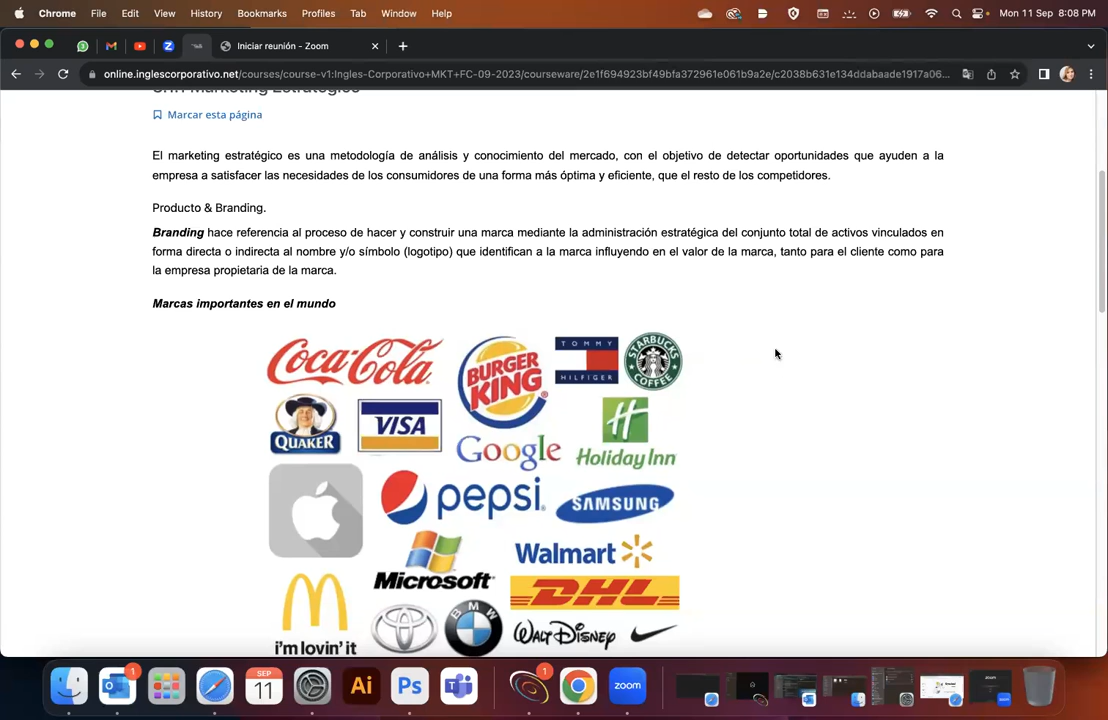 Chrome File Edit View History Bookmarks Profiles Tab Window Help Mon 11 Sep 8:08 PM
Iniciar reunión - Zoom
online.inglescorporativo.net/courses/course-v1:Ingles-Corporativo+MKT+FC-09-2023/courseware/2e1f694923bf49bfa372961e061b9a2e/c2038b631e134ddabaade1917a06...
Marketing Estratégico
Marcar esta página
El marketing estratégico es una metodología de análisis y conocimiento del mercado, con el objetivo de detectar oportunidades que ayuden a la
empresa a satisfacer las necesidades de los consumidores de una forma más óptima y eficiente, que el resto de los competidores.
Producto & Branding.
Branding hace referencia al proceso de hacer y construir una marca mediante la administración estratégica del conjunto total de activos vinculados en
forma directa o indirecta al nombre y/o símbolo (logotipo) que identifican a la marca influyendo en el valor de la marca, tanto para el cliente como para
la empresa propietaria de la marca.
Marcas importantes en el mundo
Coca-Cola
BURGER KING
TOMMY HILFIGER
STARBUCKS COFFEE
QUAKER
VISA
Google
H
Holiday Inn
pepsi
SAMSUNG
Microsoft
Walmart
DHL
i'm lovin' it
BMW
WALT DISNEY
SEP
11
Ai
Ps
zoom
1
1